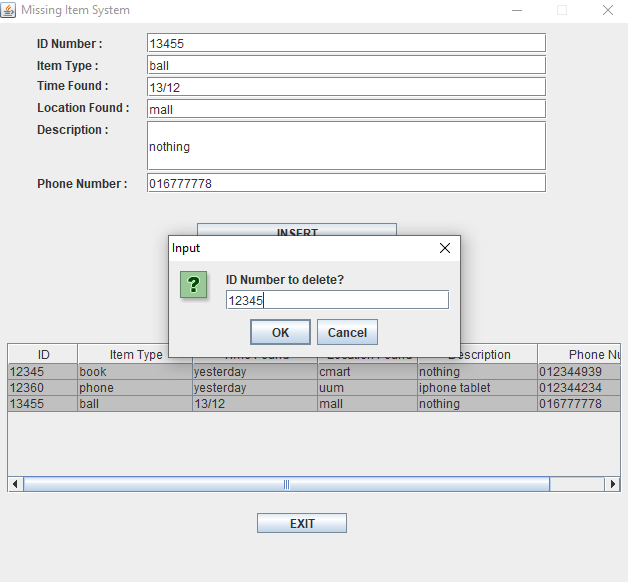 Missing Item System
ID Number : 13455
Item Type : ball
Time Found : 13/12
Location Found : mall
Description : nothing
Phone Number : 016777778
INSERT
Input
?
ID Number to delete?
12345
OK Cancel
ID Item Type Time Found Location Found Description Phone Nu
12345 book yesterday cmart nothing 012344939
12360 phone yesterday uum iphone tablet 012344234
13455 ball 13/12 mall nothing 016777778
EXIT